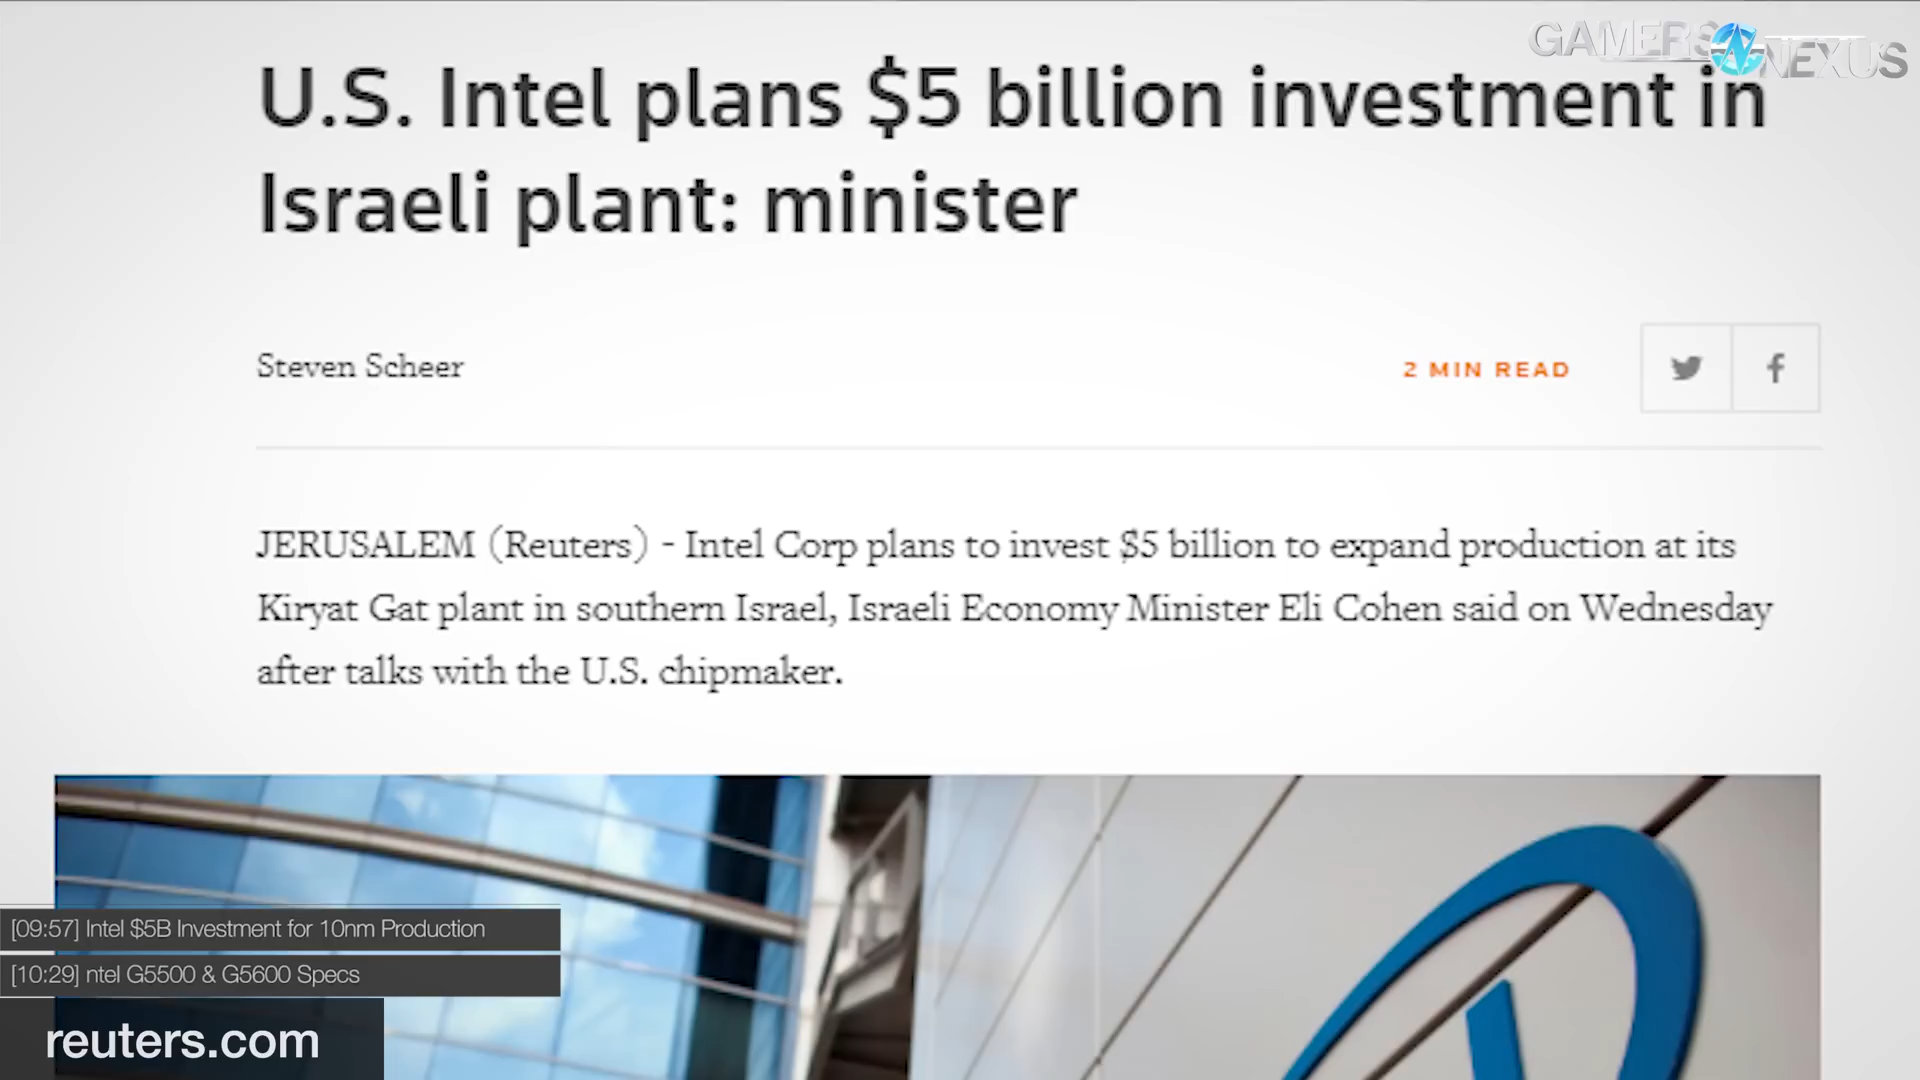 GAMERS NEXUS
U.S. Intel plans $5 billion investment in
Israeli plant: minister
Steven Scheer
2 MIN READ
JERUSALEM (Reuters) - Intel Corp plans to invest $5 billion to expand production at its
Kiryat Gat plant in southern Israel, Israeli Economy Minister Eli Cohen said on Wednesday
after talks with the U.S. chipmaker.
[09:57] Intel $5B Investment for 10nm Production
[10:29] ntel G5500 & G5600 Specs
reuters.com